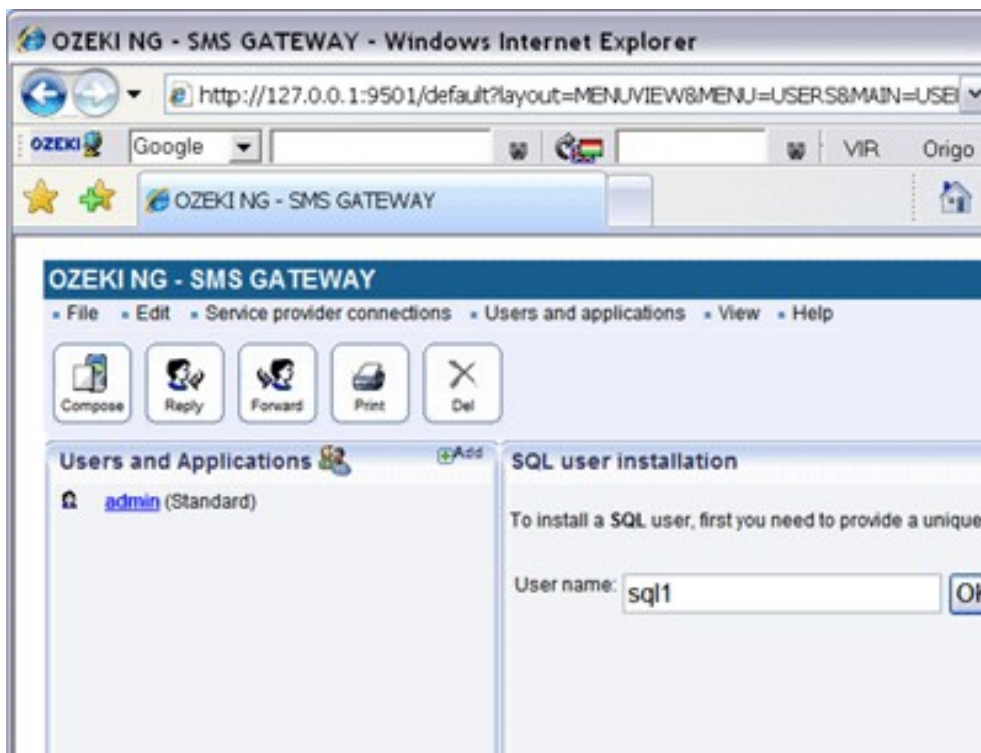 OZEKI NG - SMS GATEWAY - Windows Internet Explorer
http://127.0.0.1:9501/default?layout=MENUVIEW&MENU=USERS&MAIN=USE
OZEKI Google VIR Origo
OZEKI NG - SMS GATEWAY
OZEKI NG - SMS GATEWAY
File Edit Service provider connections Users and applications View Help
Compose Reply Forward Print Del
Users and Applications Add
admin (Standard)
SQL user installation
To install a SQL user, first you need to provide a unique
User name: sql1 OK